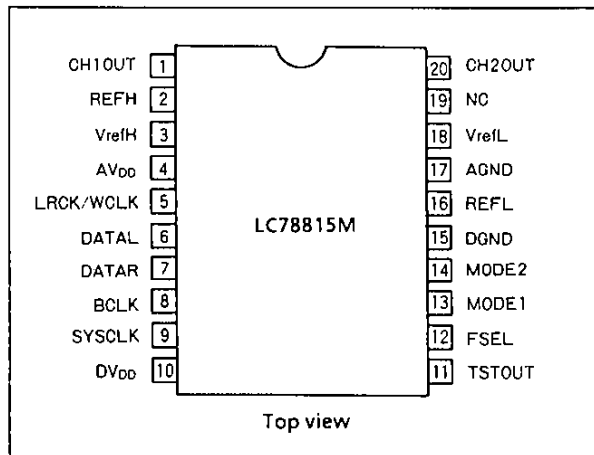 CH1OUT 1 20 CH2OUT
REFH 2 19 NC
VrefH 3 18 VrefL
AVDD 4 17 AGND
LRCK/WCLK 5 16 REFL
LC78815M
DATAL 6 15 DGND
DATAR 7 14 MODE2
BCLK 8 13 MODE1
SYSCLK 9 12 FSEL
DVDD 10 11 TSTOUT
Top view